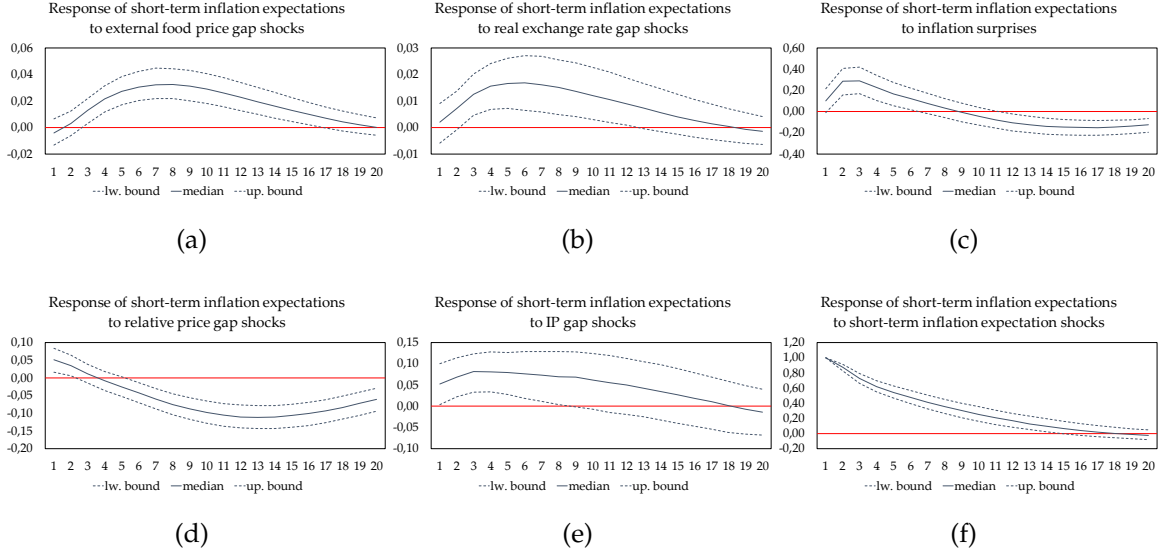 Response of short-term inflation expectations
to external food price gap shocks
0,06
0,04
0,02
0,00
-0,02
1 2 3 4 5 6 7 8 9 10 11 12 13 14 15 16 17 18 19 20
lw. bound median up. bound
(a)
Response of short-term inflation expectations
to real exchange rate gap shocks
0,03
0,02
0,01
0,00
-0,01
1 2 3 4 5 6 7 8 9 10 11 12 13 14 15 16 17 18 19 20
lw. bound median up. bound
(b)
Response of short-term inflation expectations
to inflation surprises
0,60
0,40
0,20
0,00
-0,20
-0,40
1 2 3 4 5 6 7 8 9 10 11 12 13 14 15 16 17 18 19 20
lw. bound median up. bound
(c)
Response of short-term inflation expectations
to relative price gap shocks
0,10
0,05
0,00
-0,05
-0,10
-0,15
-0,20
1 2 3 4 5 6 7 8 9 10 11 12 13 14 15 16 17 18 19 20
lw. bound median up. bound
(d)
Response of short-term inflation expectations
to IP gap shocks
0,15
0,10
0,05
0,00
-0,05
-0,10
1 2 3 4 5 6 7 8 9 10 11 12 13 14 15 16 17 18 19 20
lw. bound median up. bound
(e)
Response of short-term inflation expectations
to short-term inflation expectation shocks
1,20
1,00
0,80
0,60
0,40
0,20
0,00
-0,20
1 2 3 4 5 6 7 8 9 10 11 12 13 14 15 16 17 18 19 20
lw. bound median up. bound
(f)